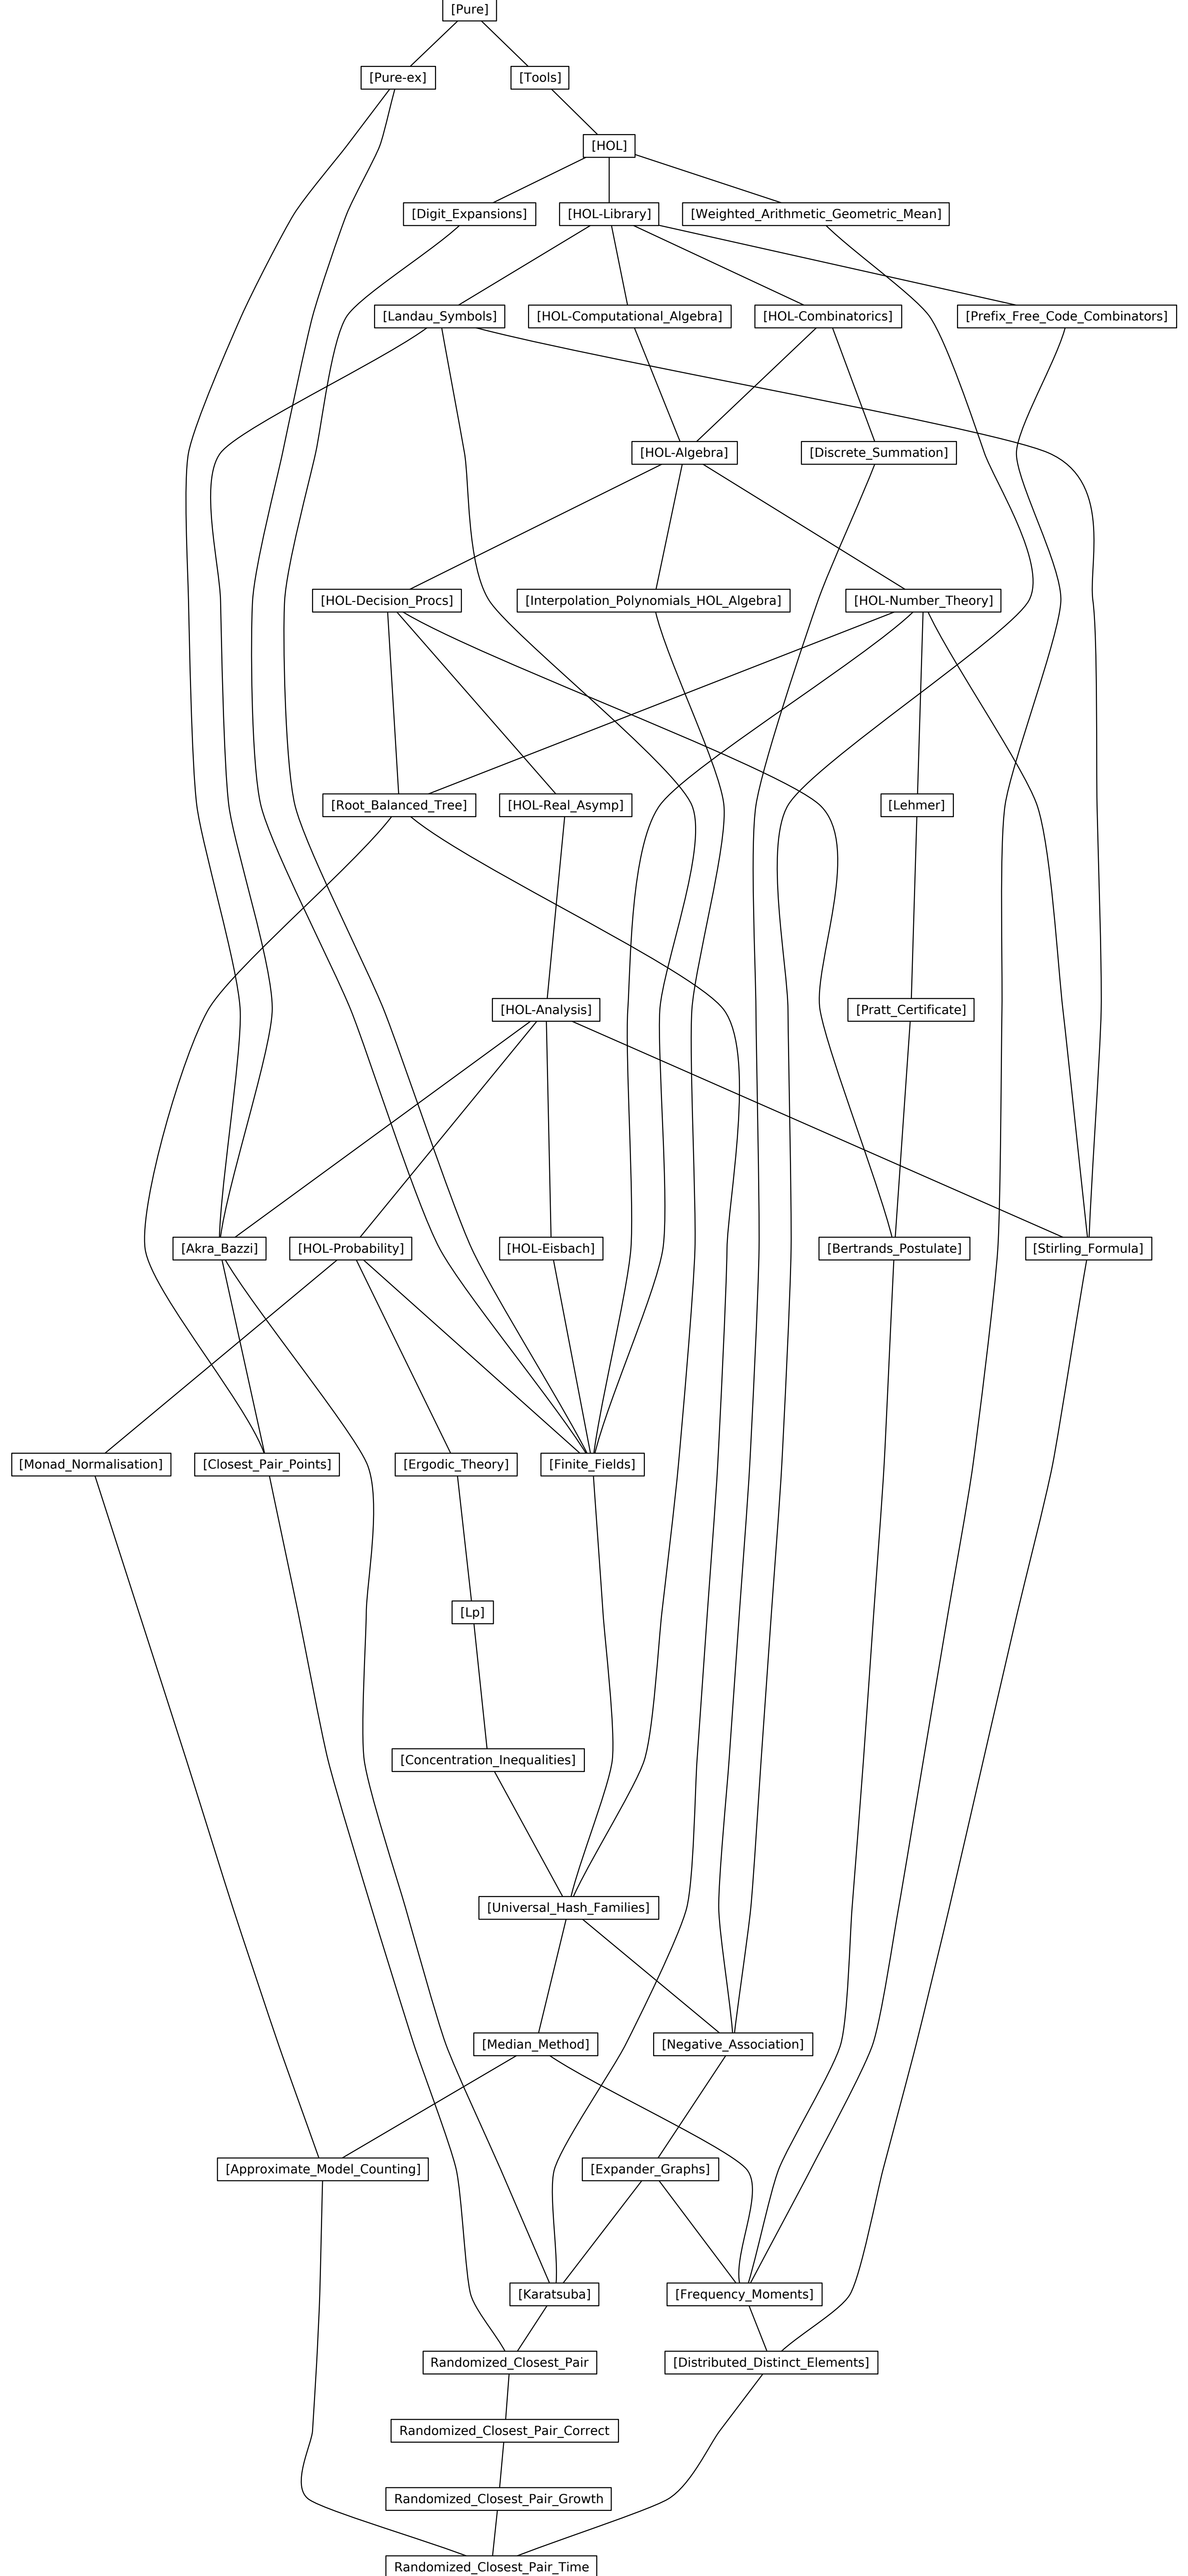 [Pure]
[Pure-ex]
[Tools]
[HOL]
[Digit_Expansions]
[HOL-Library]
[Weighted_Arithmetic_Geometric_Mean]
[Landau_Symbols]
[HOL-Computational_Algebra]
[HOL-Combinatorics]
[Prefix_Free_Code_Combinators]
[HOL-Algebra]
[Discrete_Summation]
[HOL-Decision_Procs]
[Interpolation_Polynomials_HOL_Algebra]
[HOL-Number_Theory]
[Root_Balanced_Tree]
[HOL-Real_Asymp]
[Lehmer]
[HOL-Analysis]
[Pratt_Certificate]
[Akra_Bazzi]
[HOL-Probability]
[HOL-Eisbach]
[Bertrands_Postulate]
[Stirling_Formula]
[Monad_Normalisation]
[Closest_Pair_Points]
[Ergodic_Theory]
[Finite_Fields]
[Lp]
[Concentration_Inequalities]
[Universal_Hash_Families]
[Median_Method]
[Negative_Association]
[Approximate_Model_Counting]
[Expander_Graphs]
[Karatsuba]
[Frequency_Moments]
Randomized_Closest_Pair
[Distributed_Distinct_Elements]
Randomized_Closest_Pair_Correct
Randomized_Closest_Pair_Growth
Randomized_Closest_Pair_Time